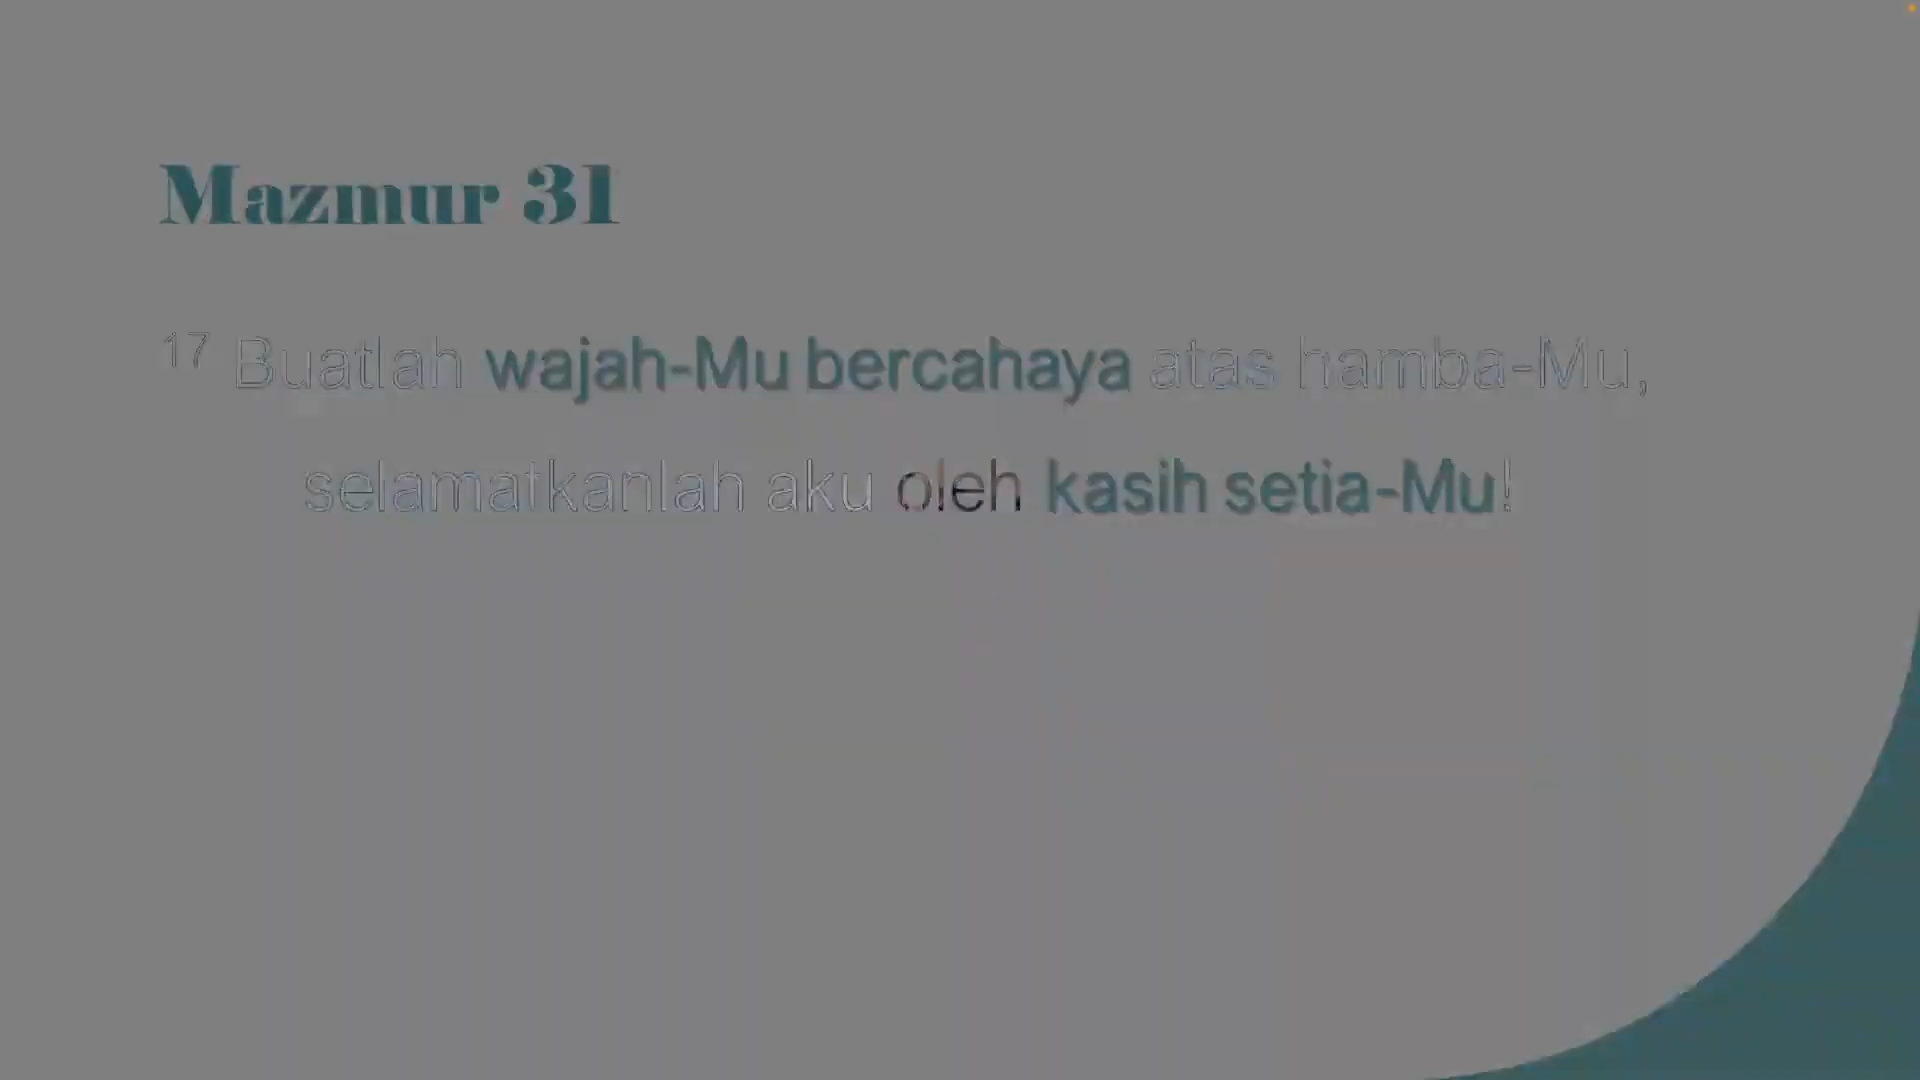 Mazmur 31
17 Buatlah wajah-Mu bercahaya atas hamba-Mu,
selamatkanlah aku oleh kasih setia-Mu!